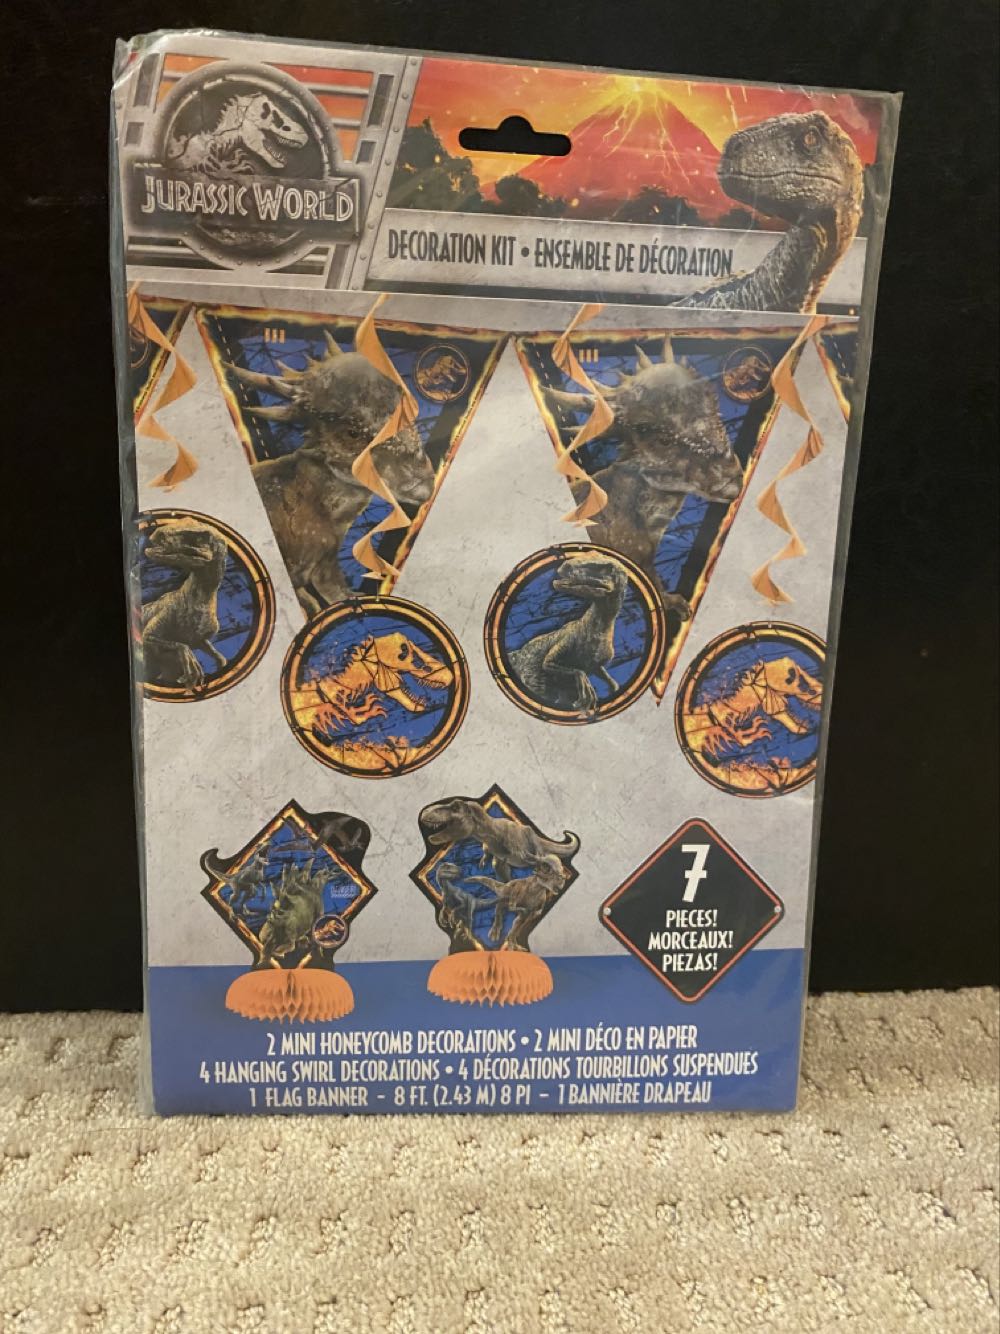 JURASSIC WORLD
DECORATION KIT • ENSEMBLE DE DÉCORATION
7
PIECES!
MORCEAUX!
PIEZAS!
2 MINI HONEYCOMB DECORATIONS • 2 MINI DÉCO EN PAPIER
4 HANGING SWIRL DECORATIONS • 4 DÉCORATIONS TOURBILLONS SUSPENDUES
1 FLAG BANNER - 8 FT. (2.43 M) 8 PI - 1 BANNIÈRE DRAPEAU